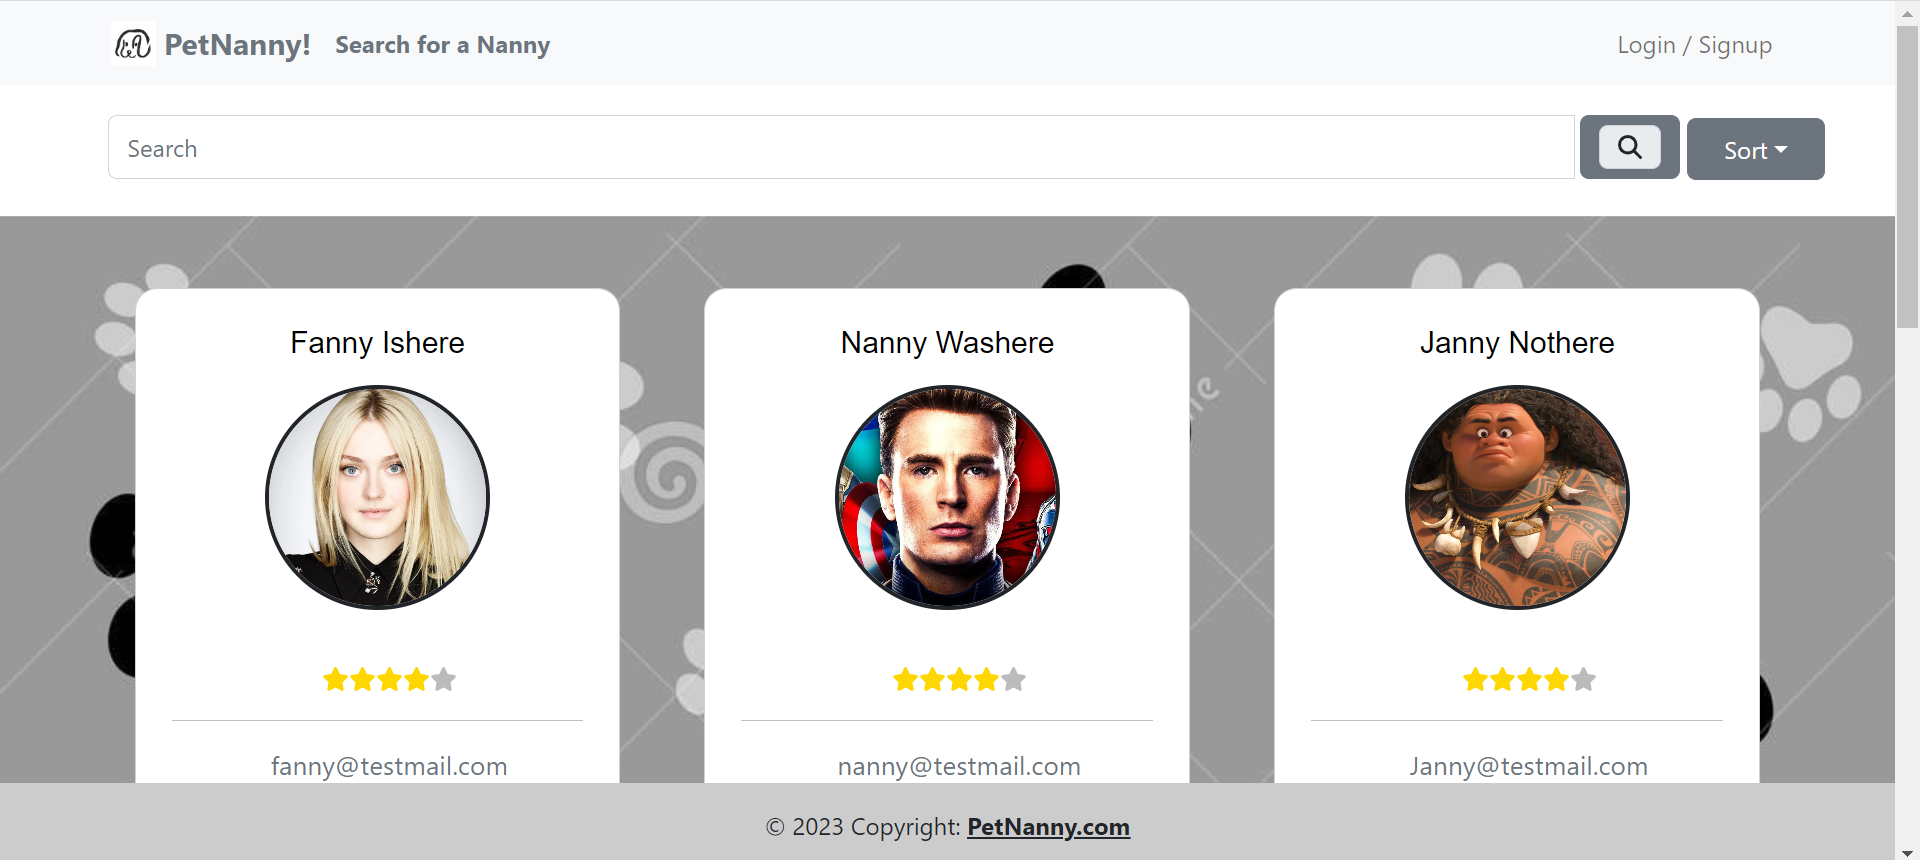 PetNanny! Search for a Nanny Login / Signup
Search Sort
Fanny Ishere Nanny Washere Janny Nothere
fanny@testmail.com nanny@testmail.com Janny@testmail.com
© 2023 Copyright: PetNanny.com